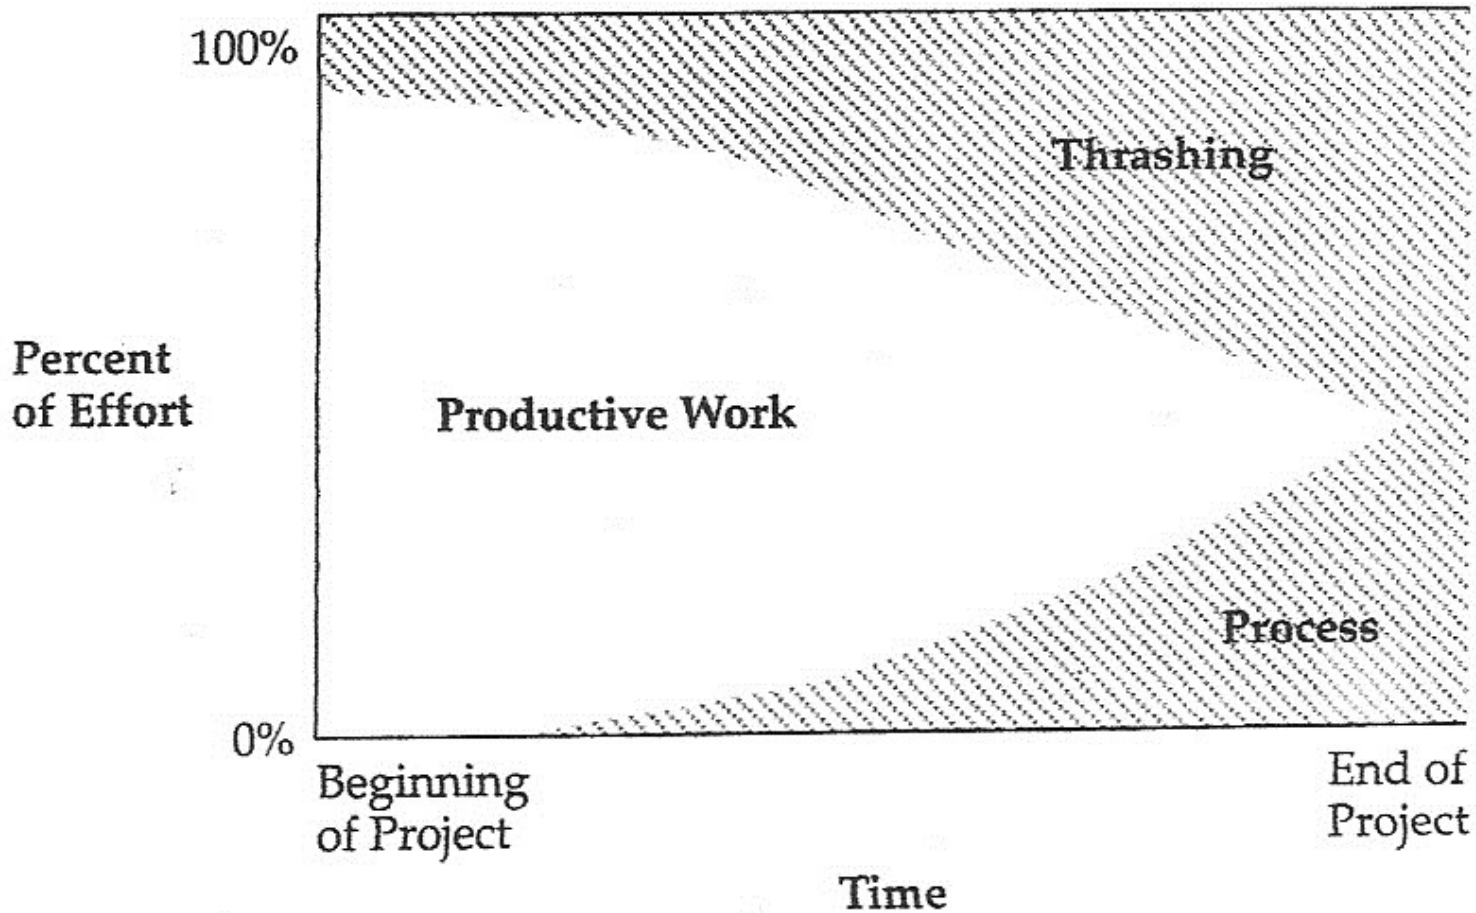 100%
Thrashing
Percent
of Effort
Productive Work
Process
0%
Beginning
of Project
End of
Project
Time